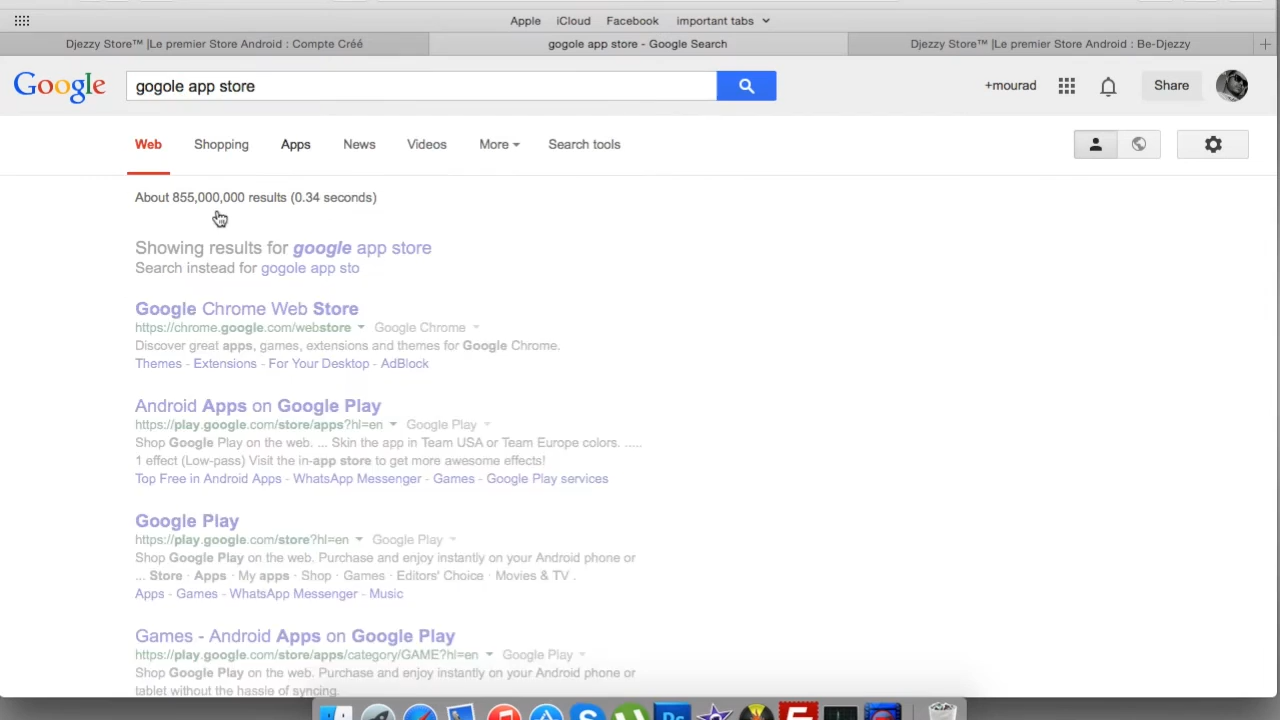 Apple iCloud Facebook important tabs
Djezzy Store™ |Le premier Store Android : Compte Créé gogole app store - Google Search Djezzy Store™ |Le premier Store Android : Be-Djezzy
Google gogole app store +mourad Share
Web Shopping Apps News Videos More Search tools
About 855,000,000 results (0.34 seconds)
Showing results for google app store
Search instead for gogole app sto
Google Chrome Web Store
https://chrome.google.com/webstore Google Chrome
Discover great apps, games, extensions and themes for Google Chrome.
Themes - Extensions - For Your Desktop - AdBlock
Android Apps on Google Play
https://play.google.com/store/apps?hl=en Google Play
Shop Google Play on the web. ... Skin the app in Team USA or Team Europe colors. .....
1 effect (Low-pass) Visit the in-app store to get more awesome effects!
Top Free in Android Apps - WhatsApp Messenger - Games - Google Play services
Google Play
https://play.google.com/store?hl=en Google Play
Shop Google Play on the web. Purchase and enjoy instantly on your Android phone or
... Store · Apps · My apps · Shop · Games · Editors' Choice · Movies & TV .
Apps - Games - WhatsApp Messenger - Music
Games - Android Apps on Google Play
https://play.google.com/store/apps/category/GAME?hl=en Google Play
Shop Google Play on the web. Purchase and enjoy instantly on your Android phone or
tablet without the hassle of syncing.
Ps